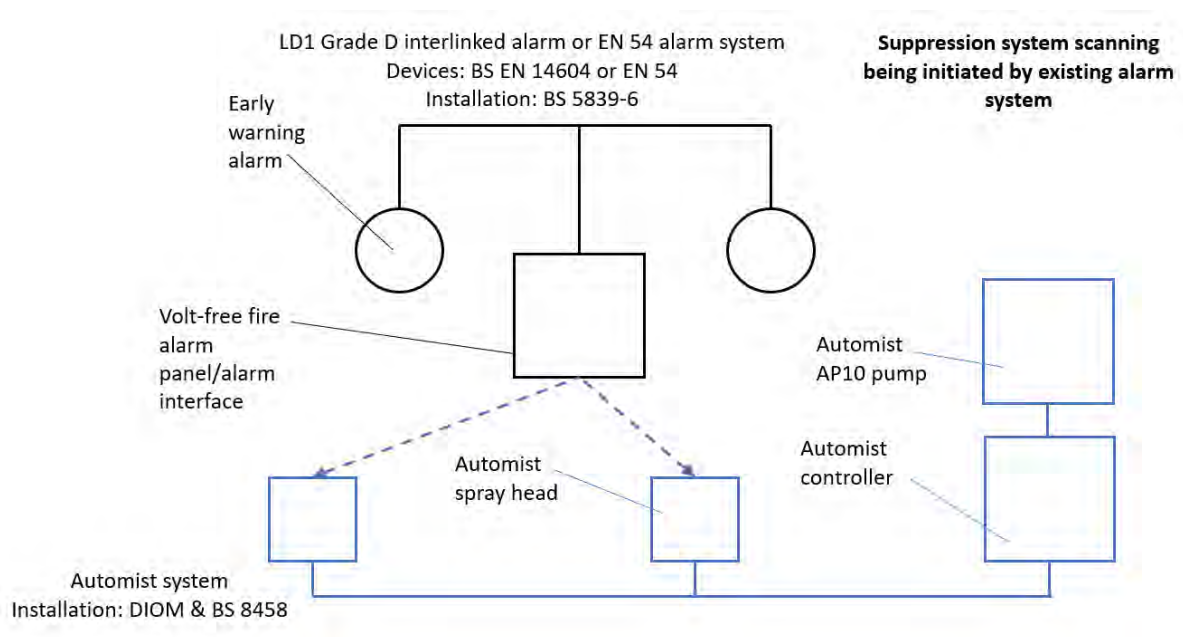 LD1 Grade D interlinked alarm or EN 54 alarm system
Devices: BS EN 14604 or EN 54
Installation: BS 5839-6
Suppression system scanning
being initiated by existing alarm
system
Early
warning
alarm
Volt-free fire
alarm
panel/alarm
interface
Automist
AP10 pump
Automist
spray head
Automist
controller
Automist system
Installation: DIOM & BS 8458